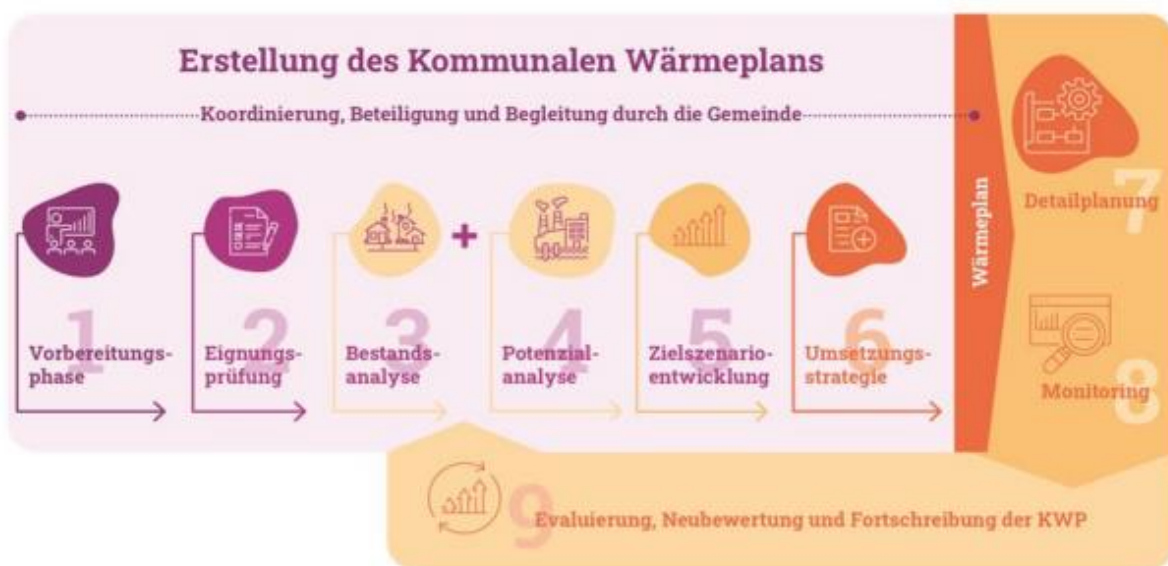 Erstellung des Kommunalen Wärmeplans
Koordinierung, Beteiligung und Begleitung durch die Gemeinde
1
Vorbereitungs-
phase
2
Eignungs-
prüfung
3
Bestands-
analyse
+
4
Potenzial-
analyse
5
Zielszenario-
entwicklung
6
Umsetzungs-
strategie
Wärmeplan
7
Detailplanung
8
Monitoring
9
Evaluierung, Neubewertung und Fortschreibung der KWP